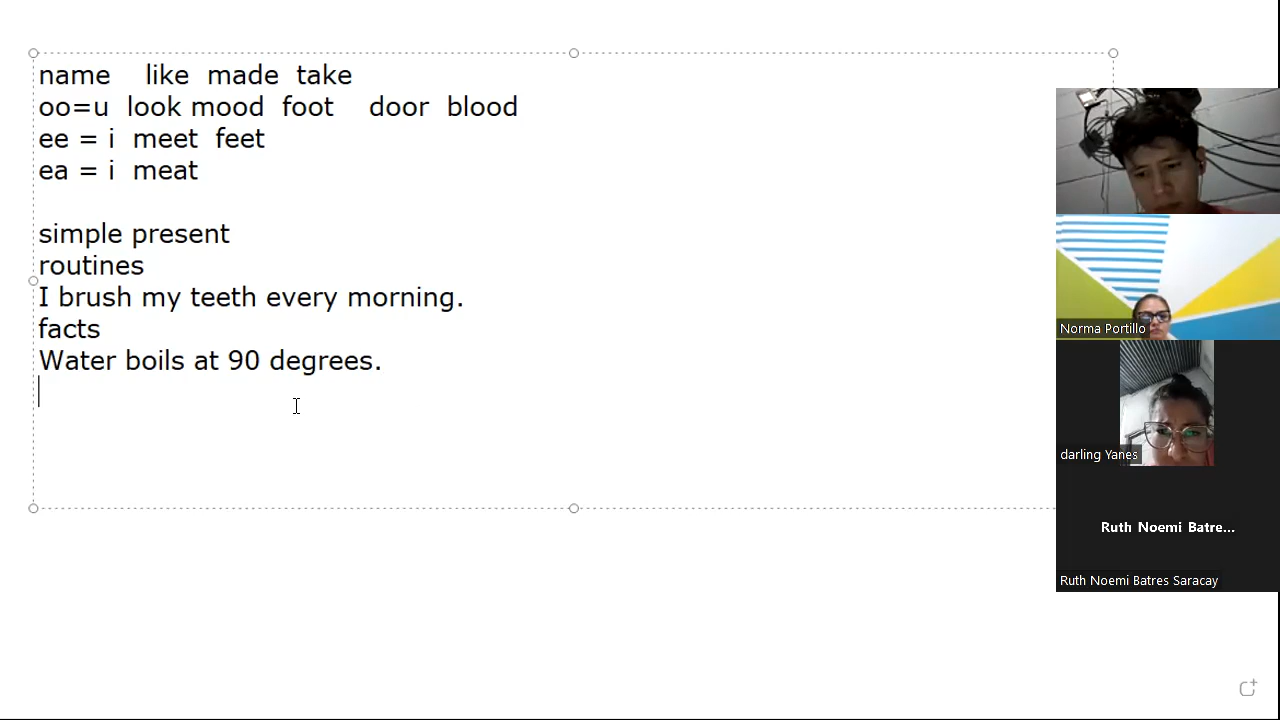 name like made take
oo=u look mood foot door blood
ee = i meet feet
ea = i meat
simple present
routines
I brush my teeth every morning.
facts
Water boils at 90 degrees.
Norma Portillo
darling Yanes
Ruth Noemi Batre...
Ruth Noemi Batres Saracay